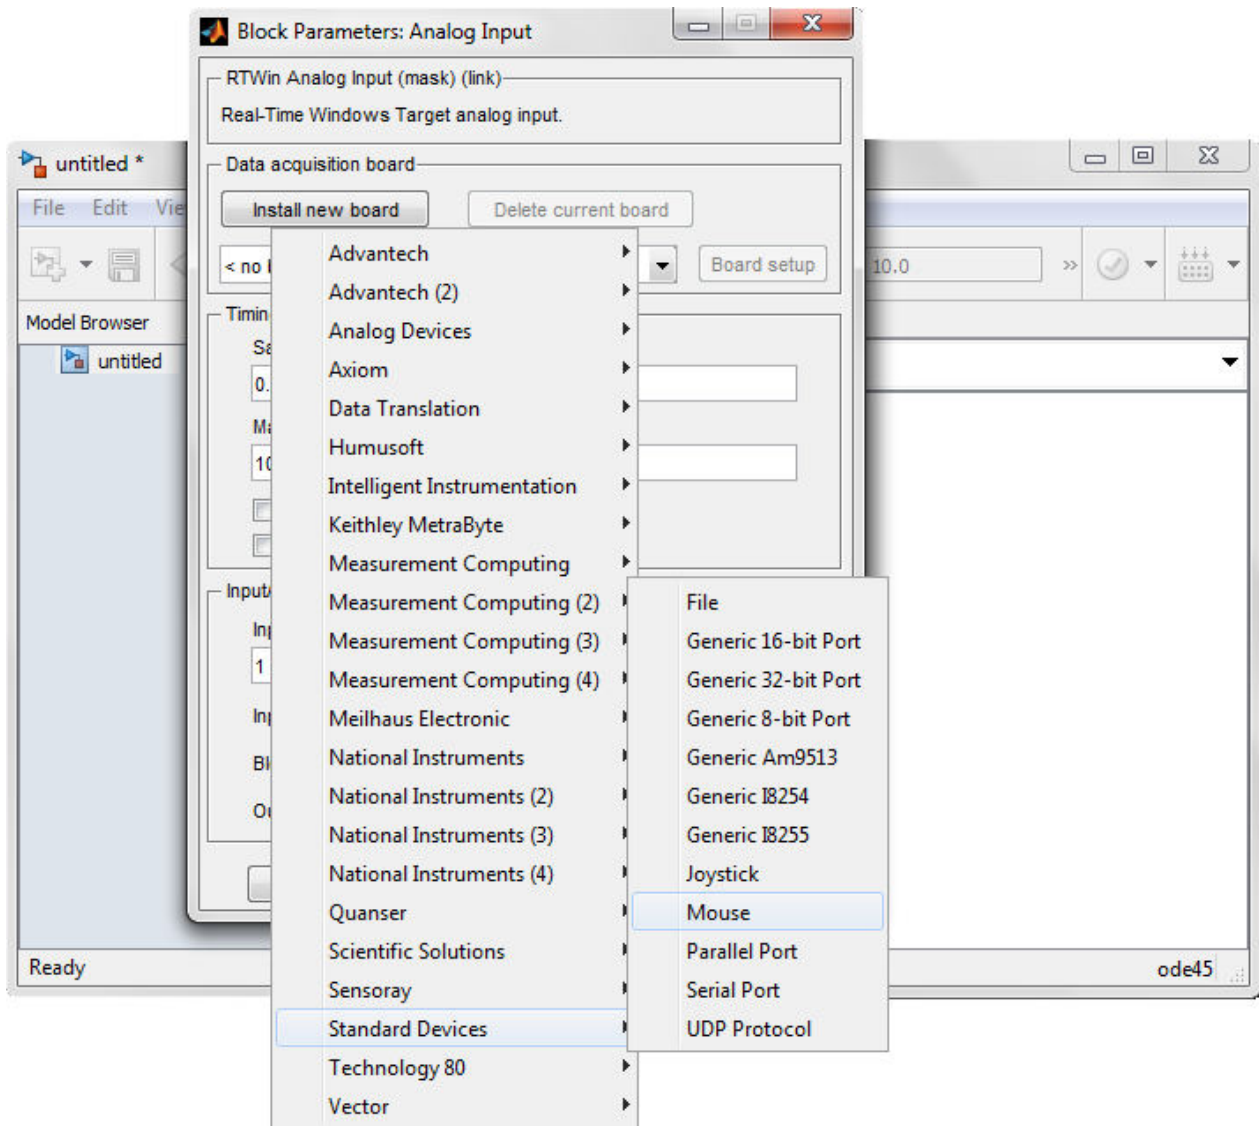 Block Parameters: Analog Input
RTWin Analog Input (mask) (link)
Real-Time Windows Target analog input.
untitled *
Data acquisition board
File Edit
Install new board Delete current board
< no Board setup
10.0 »
Model Browser
untitled
0.
10
1
Advantech
Advantech (2)
Analog Devices
Axiom
Data Translation
Humusoft
Intelligent Instrumentation
Keithley MetraByte
Measurement Computing
Measurement Computing (2)
Measurement Computing (3)
Measurement Computing (4)
Meilhaus Electronic
National Instruments
National Instruments (2)
National Instruments (3)
National Instruments (4)
Quanser
Scientific Solutions
Sensoray
Standard Devices
Technology 80
Vector
File
Generic 16-bit Port
Generic 32-bit Port
Generic 8-bit Port
Generic Am9513
Generic I8254
Generic I8255
Joystick
Mouse
Parallel Port
Serial Port
UDP Protocol
Ready ode45